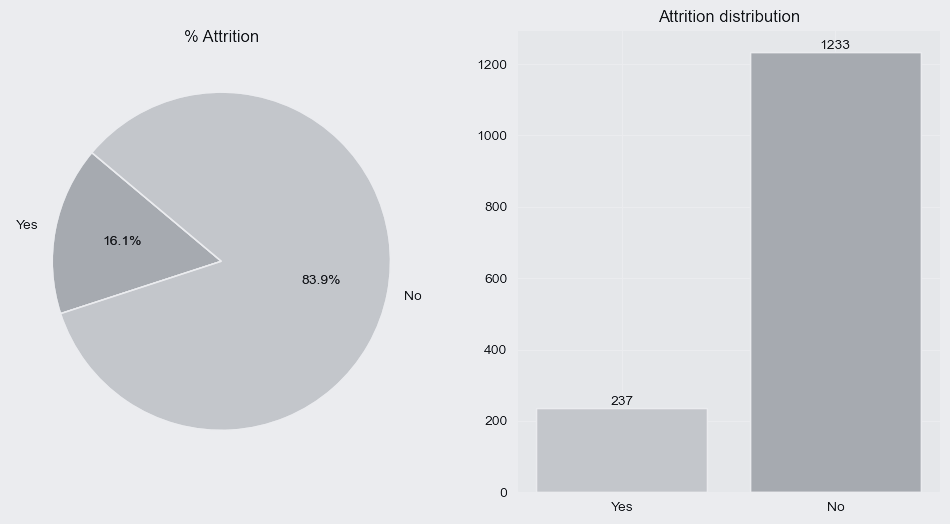 % Attrition
Yes
16.1%
83.9%
No
Attrition distribution
1233
1200
1000
800
600
400
237
200
0
Yes
No